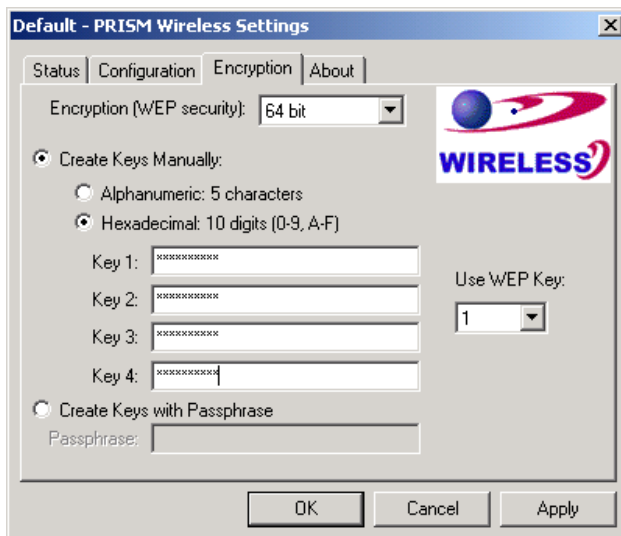 Default - PRISM Wireless Settings
Status Configuration Encryption About
Encryption (WEP security): 64 bit
WIRELESS
Create Keys Manually:
Alphanumeric: 5 characters
Hexadecimal: 10 digits (0-9, A-F)
Key 1: **********
Use WEP Key:
Key 2: **********
1
Key 3: **********
Key 4: **********
Create Keys with Passphrase
Passphrase:
OK Cancel Apply